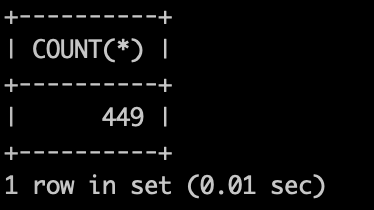 +----------+
| COUNT(*) |
+----------+
|      449 |
+----------+
1 row in set (0.01 sec)